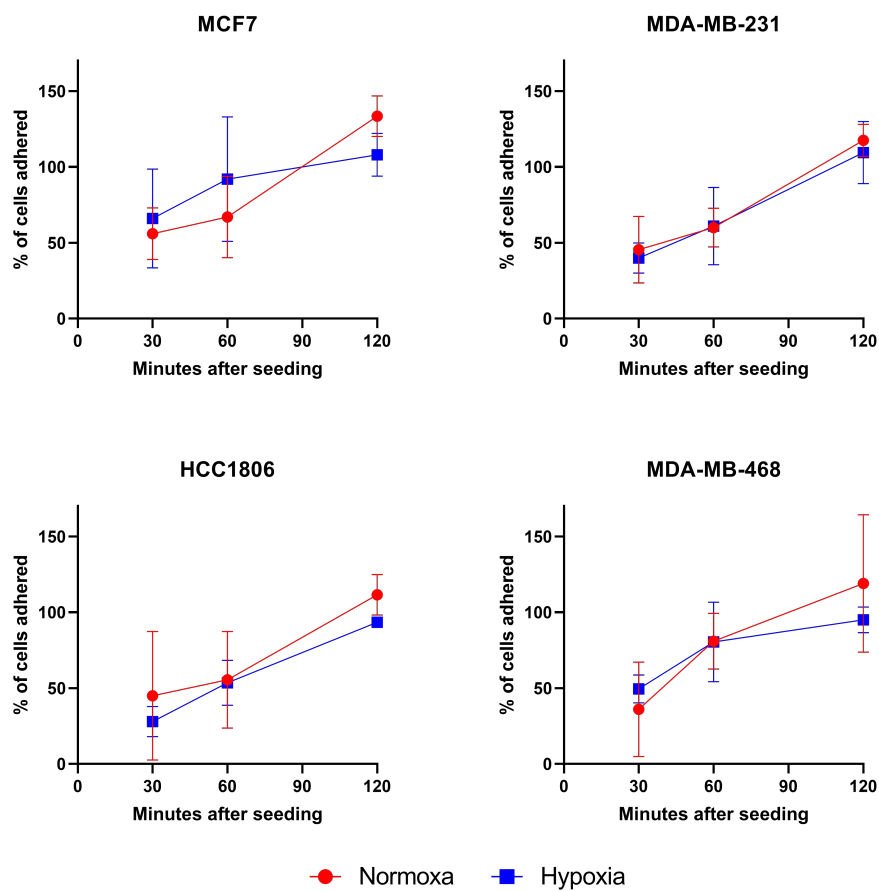 MCF7
% of cells adhered
150
100
50
0
0 30 60 90 120
Minutes after seeding
MDA-MB-231
% of cells adhered
150
100
50
0
0 30 60 90 120
Minutes after seeding
HCC1806
% of cells adhered
150
100
50
0
0 30 60 90 120
Minutes after seeding
MDA-MB-468
% of cells adhered
150
100
50
0
0 30 60 90 120
Minutes after seeding
Normoxa Hypoxia